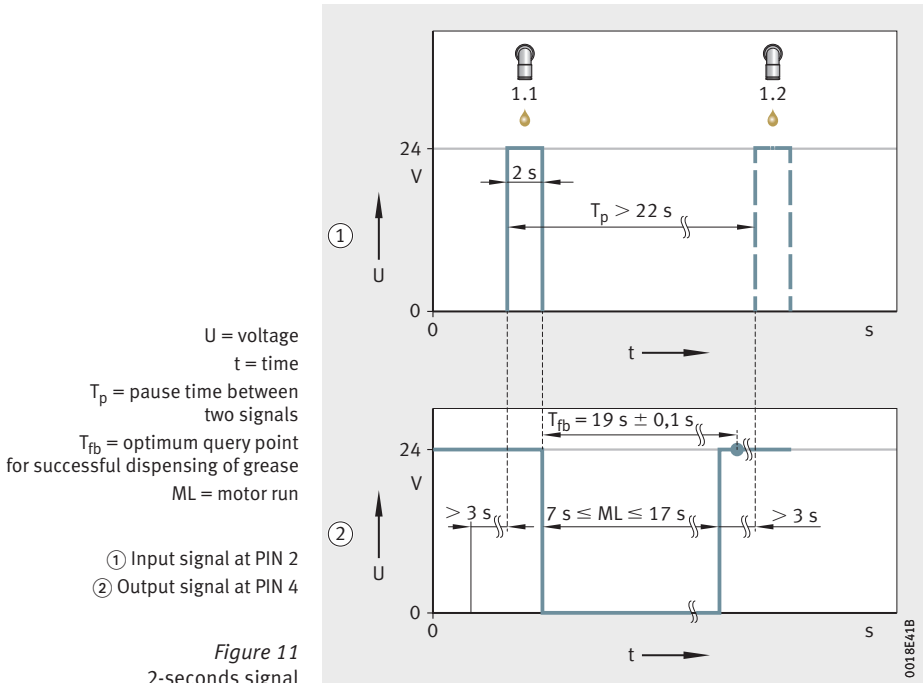 1.1
1.2
24
V
2 s
Tp > 22 s
①
U
0
0
s
t
U = voltage
t = time
Tp = pause time between
two signals
Tfb = optimum query point
for successful dispensing of grease
ML = motor run
① Input signal at PIN 2
② Output signal at PIN 4
Figure 11
2-seconds signal
Tfb = 19 s ± 0,1 s
24
V
> 3 s
7 s ≤ ML ≤ 17 s
> 3 s
②
U
0
0
s
t
0018E41B